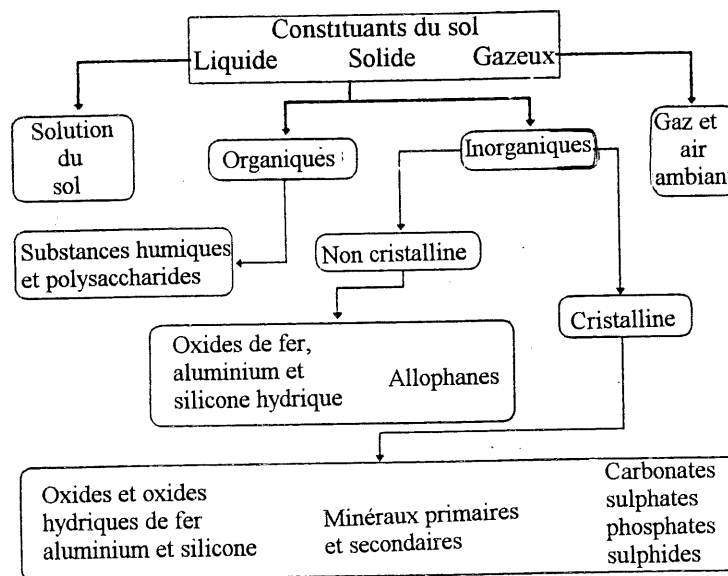 Constituants du sol
Liquide Solide Gazeux
Solution
du
sol
Organiques
Inorganiques
Gaz et
air
ambiant
Substances humiques
et polysaccharides
Non cristalline
Cristalline
Oxides de fer,
aluminium et
silicone hydrique
Allophanes
Oxides et oxides
hydriques de fer
aluminium et silicone
Minéraux primaires
et secondaires
Carbonates
sulphates
phosphates
sulphides